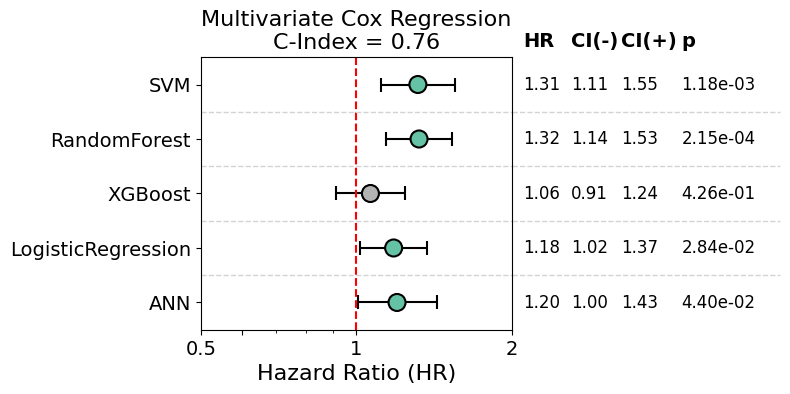 Multivariate Cox Regression
C-Index = 0.76
HR CI(-) CI(+) p
SVM 1.31 1.11 1.55 1.18e-03
RandomForest 1.32 1.14 1.53 2.15e-04
XGBoost 1.06 0.91 1.24 4.26e-01
LogisticRegression 1.18 1.02 1.37 2.84e-02
ANN 1.20 1.00 1.43 4.40e-02
0.5 1 2
Hazard Ratio (HR)